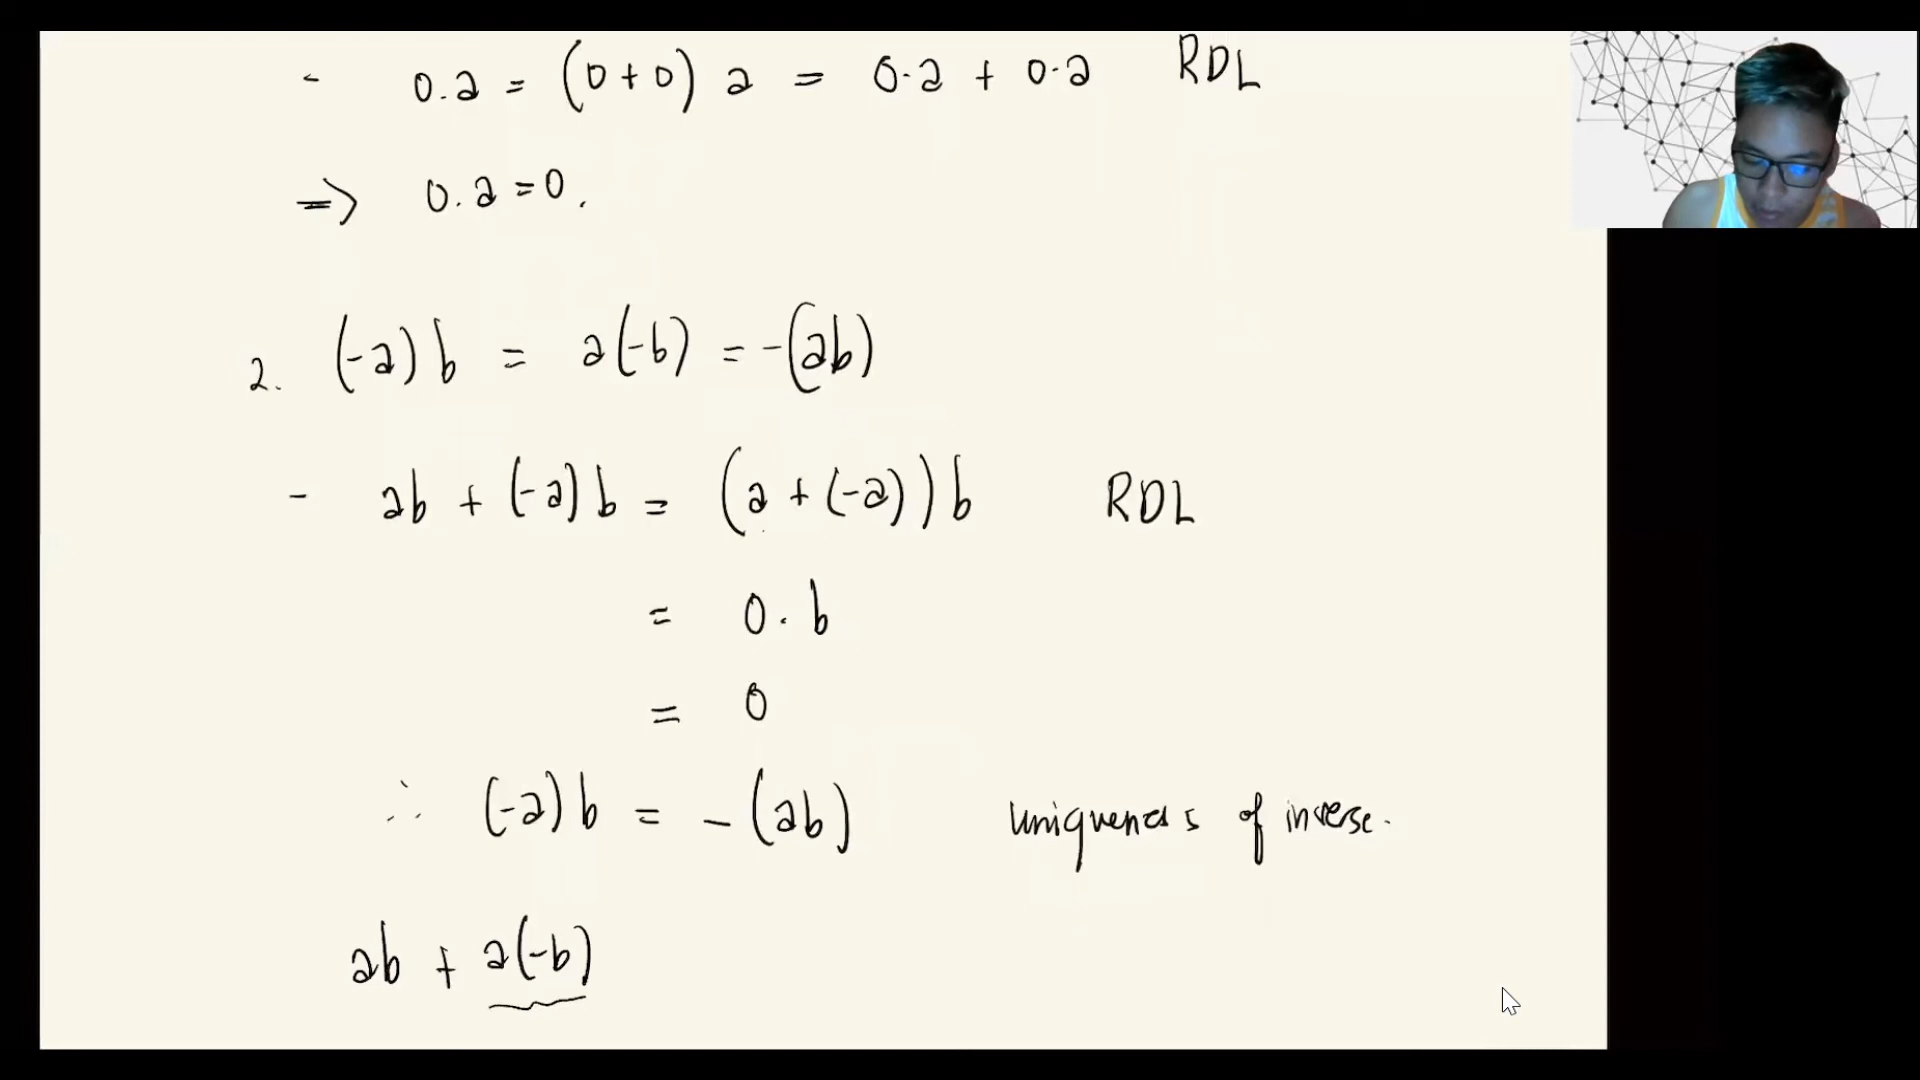 - 0.a = (0+0) a = 0·a + 0·a RDL
⇒ 0.a = 0.
2. (-a) b = a(-b) = -(ab)
- ab + (-a) b = (a + (-a)) b RDL
= 0 . b
= 0
∴ (-a) b = - (ab) uniqueness of inverse.
ab + a(-b)